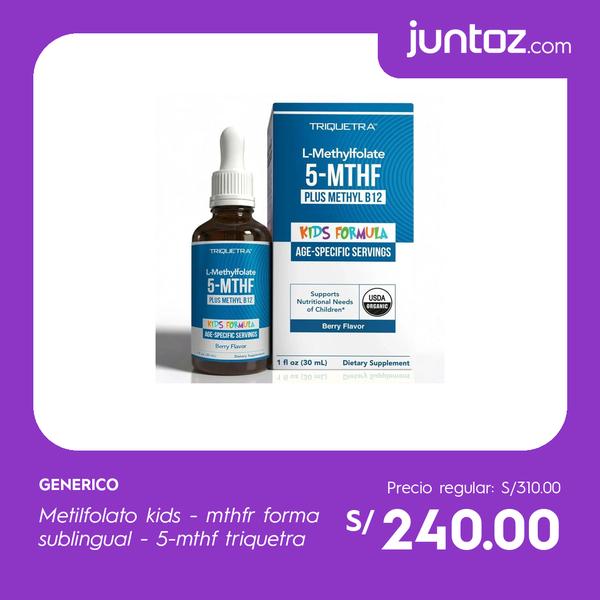 juntoz.com
TRIQUETRA™
L-Methylfolate
5-MTHF
PLUS METHYL B12
KIDS FORMULA
AGE-SPECIFIC SERVINGS
Supports
Nutritional Needs
of Children*
USDA
ORGANIC
Berry Flavor
1 fl oz (30 mL) Dietary Supplement
TRIQUETRA
L-Methylfolate
5-MTHF
PLUS METHYL B12
KIDS FORMULA
AGE-SPECIFIC SERVINGS
Berry Flavor
Dietary Supplement
GENERICO
Metilfolato kids - mthfr forma
sublingual - 5-mthf triquetra
Precio regular: S/310.00
S/ 240.00